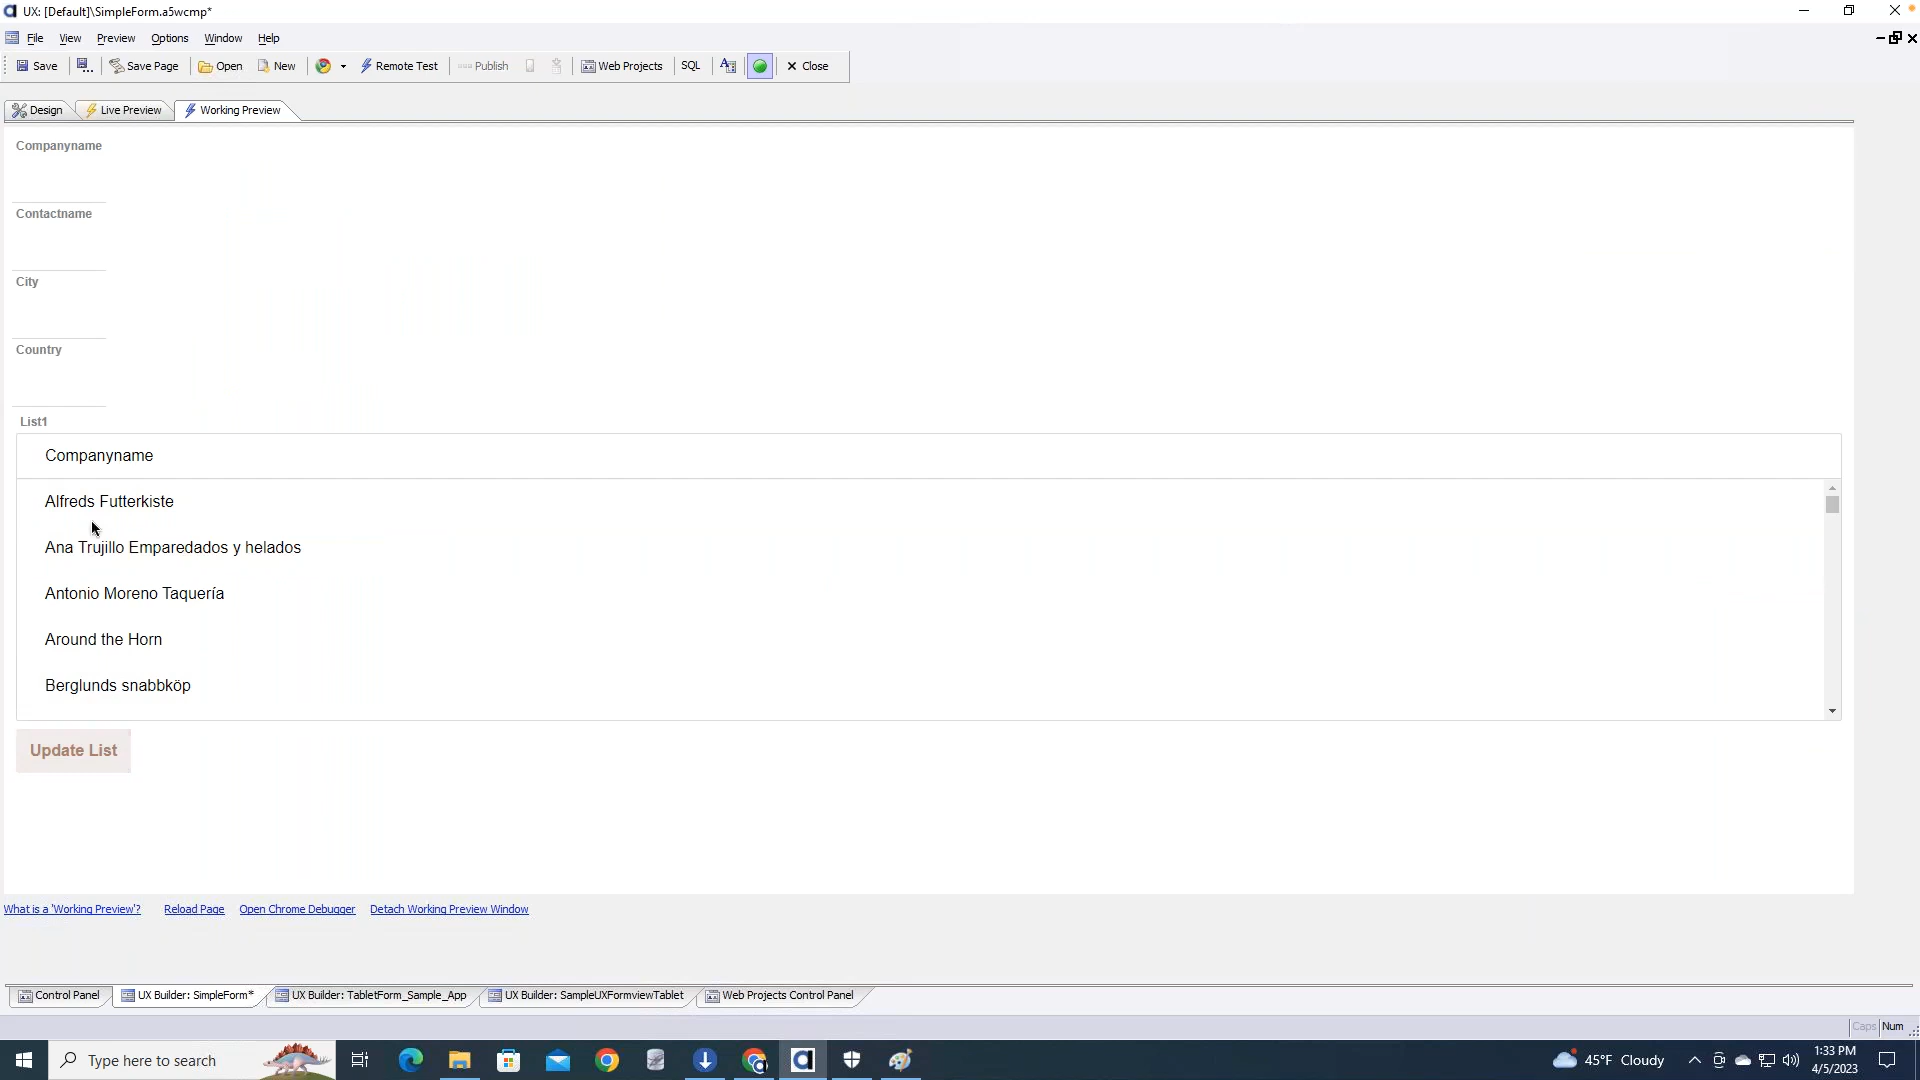 UX: [Default]\SimpleForm.a5wcmp*
File View Preview Options Window Help
Save Save Page Open New Remote Test Publish Web Projects SQL Close
Design Live Preview Working Preview
Companyname
Contactname
City
Country
List1
Companyname
Alfreds Futterkiste
Ana Trujillo Emparedados y helados
Antonio Moreno Taquería
Around the Horn
Berglunds snabbköp
Update List
What is a 'Working Preview'? Reload Page Open Chrome Debugger Detach Working Preview Window
Control Panel UX Builder: SimpleForm* UX Builder: TabletForm_Sample_App UX Builder: SampleUXFormviewTablet Web Projects Control Panel
Caps Num
Type here to search 45°F Cloudy 1:33 PM
4/5/2023